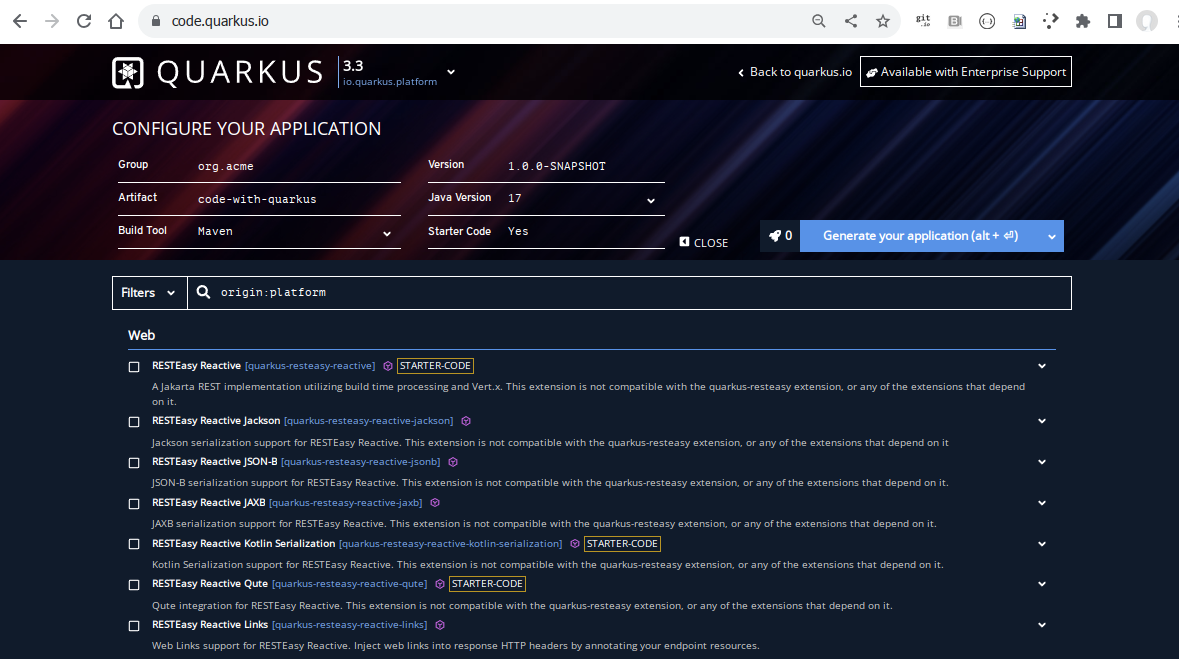 code.quarkus.io
git
.io
QUARKUS
3.3
io.quarkus.platform
Back to quarkus.io
Available with Enterprise Support
CONFIGURE YOUR APPLICATION
Group
org.acme
Version
1.0.0-SNAPSHOT
Artifact
code-with-quarkus
Java Version
17
Build Tool
Maven
Starter Code
Yes
CLOSE
0
Generate your application (alt + ⏎)
Filters
origin:platform
Web
RESTEasy Reactive [quarkus-resteasy-reactive] STARTER-CODE
A Jakarta REST implementation utilizing build time processing and Vert.x. This extension is not compatible with the quarkus-resteasy extension, or any of the extensions that depend
on it.
RESTEasy Reactive Jackson [quarkus-resteasy-reactive-jackson]
Jackson serialization support for RESTEasy Reactive. This extension is not compatible with the quarkus-resteasy extension, or any of the extensions that depend on it
RESTEasy Reactive JSON-B [quarkus-resteasy-reactive-jsonb]
JSON-B serialization support for RESTEasy Reactive. This extension is not compatible with the quarkus-resteasy extension, or any of the extensions that depend on it.
RESTEasy Reactive JAXB [quarkus-resteasy-reactive-jaxb]
JAXB serialization support for RESTEasy Reactive. This extension is not compatible with the quarkus-resteasy extension, or any of the extensions that depend on it.
RESTEasy Reactive Kotlin Serialization [quarkus-resteasy-reactive-kotlin-serialization] STARTER-CODE
Kotlin Serialization support for RESTEasy Reactive. This extension is not compatible with the quarkus-resteasy extension, or any of the extensions that depend on it.
RESTEasy Reactive Qute [quarkus-resteasy-reactive-qute] STARTER-CODE
Qute integration for RESTEasy Reactive. This extension is not compatible with the quarkus-resteasy extension, or any of the extensions that depend on it.
RESTEasy Reactive Links [quarkus-resteasy-reactive-links]
Web Links support for RESTEasy Reactive. Inject web links into response HTTP headers by annotating your endpoint resources.